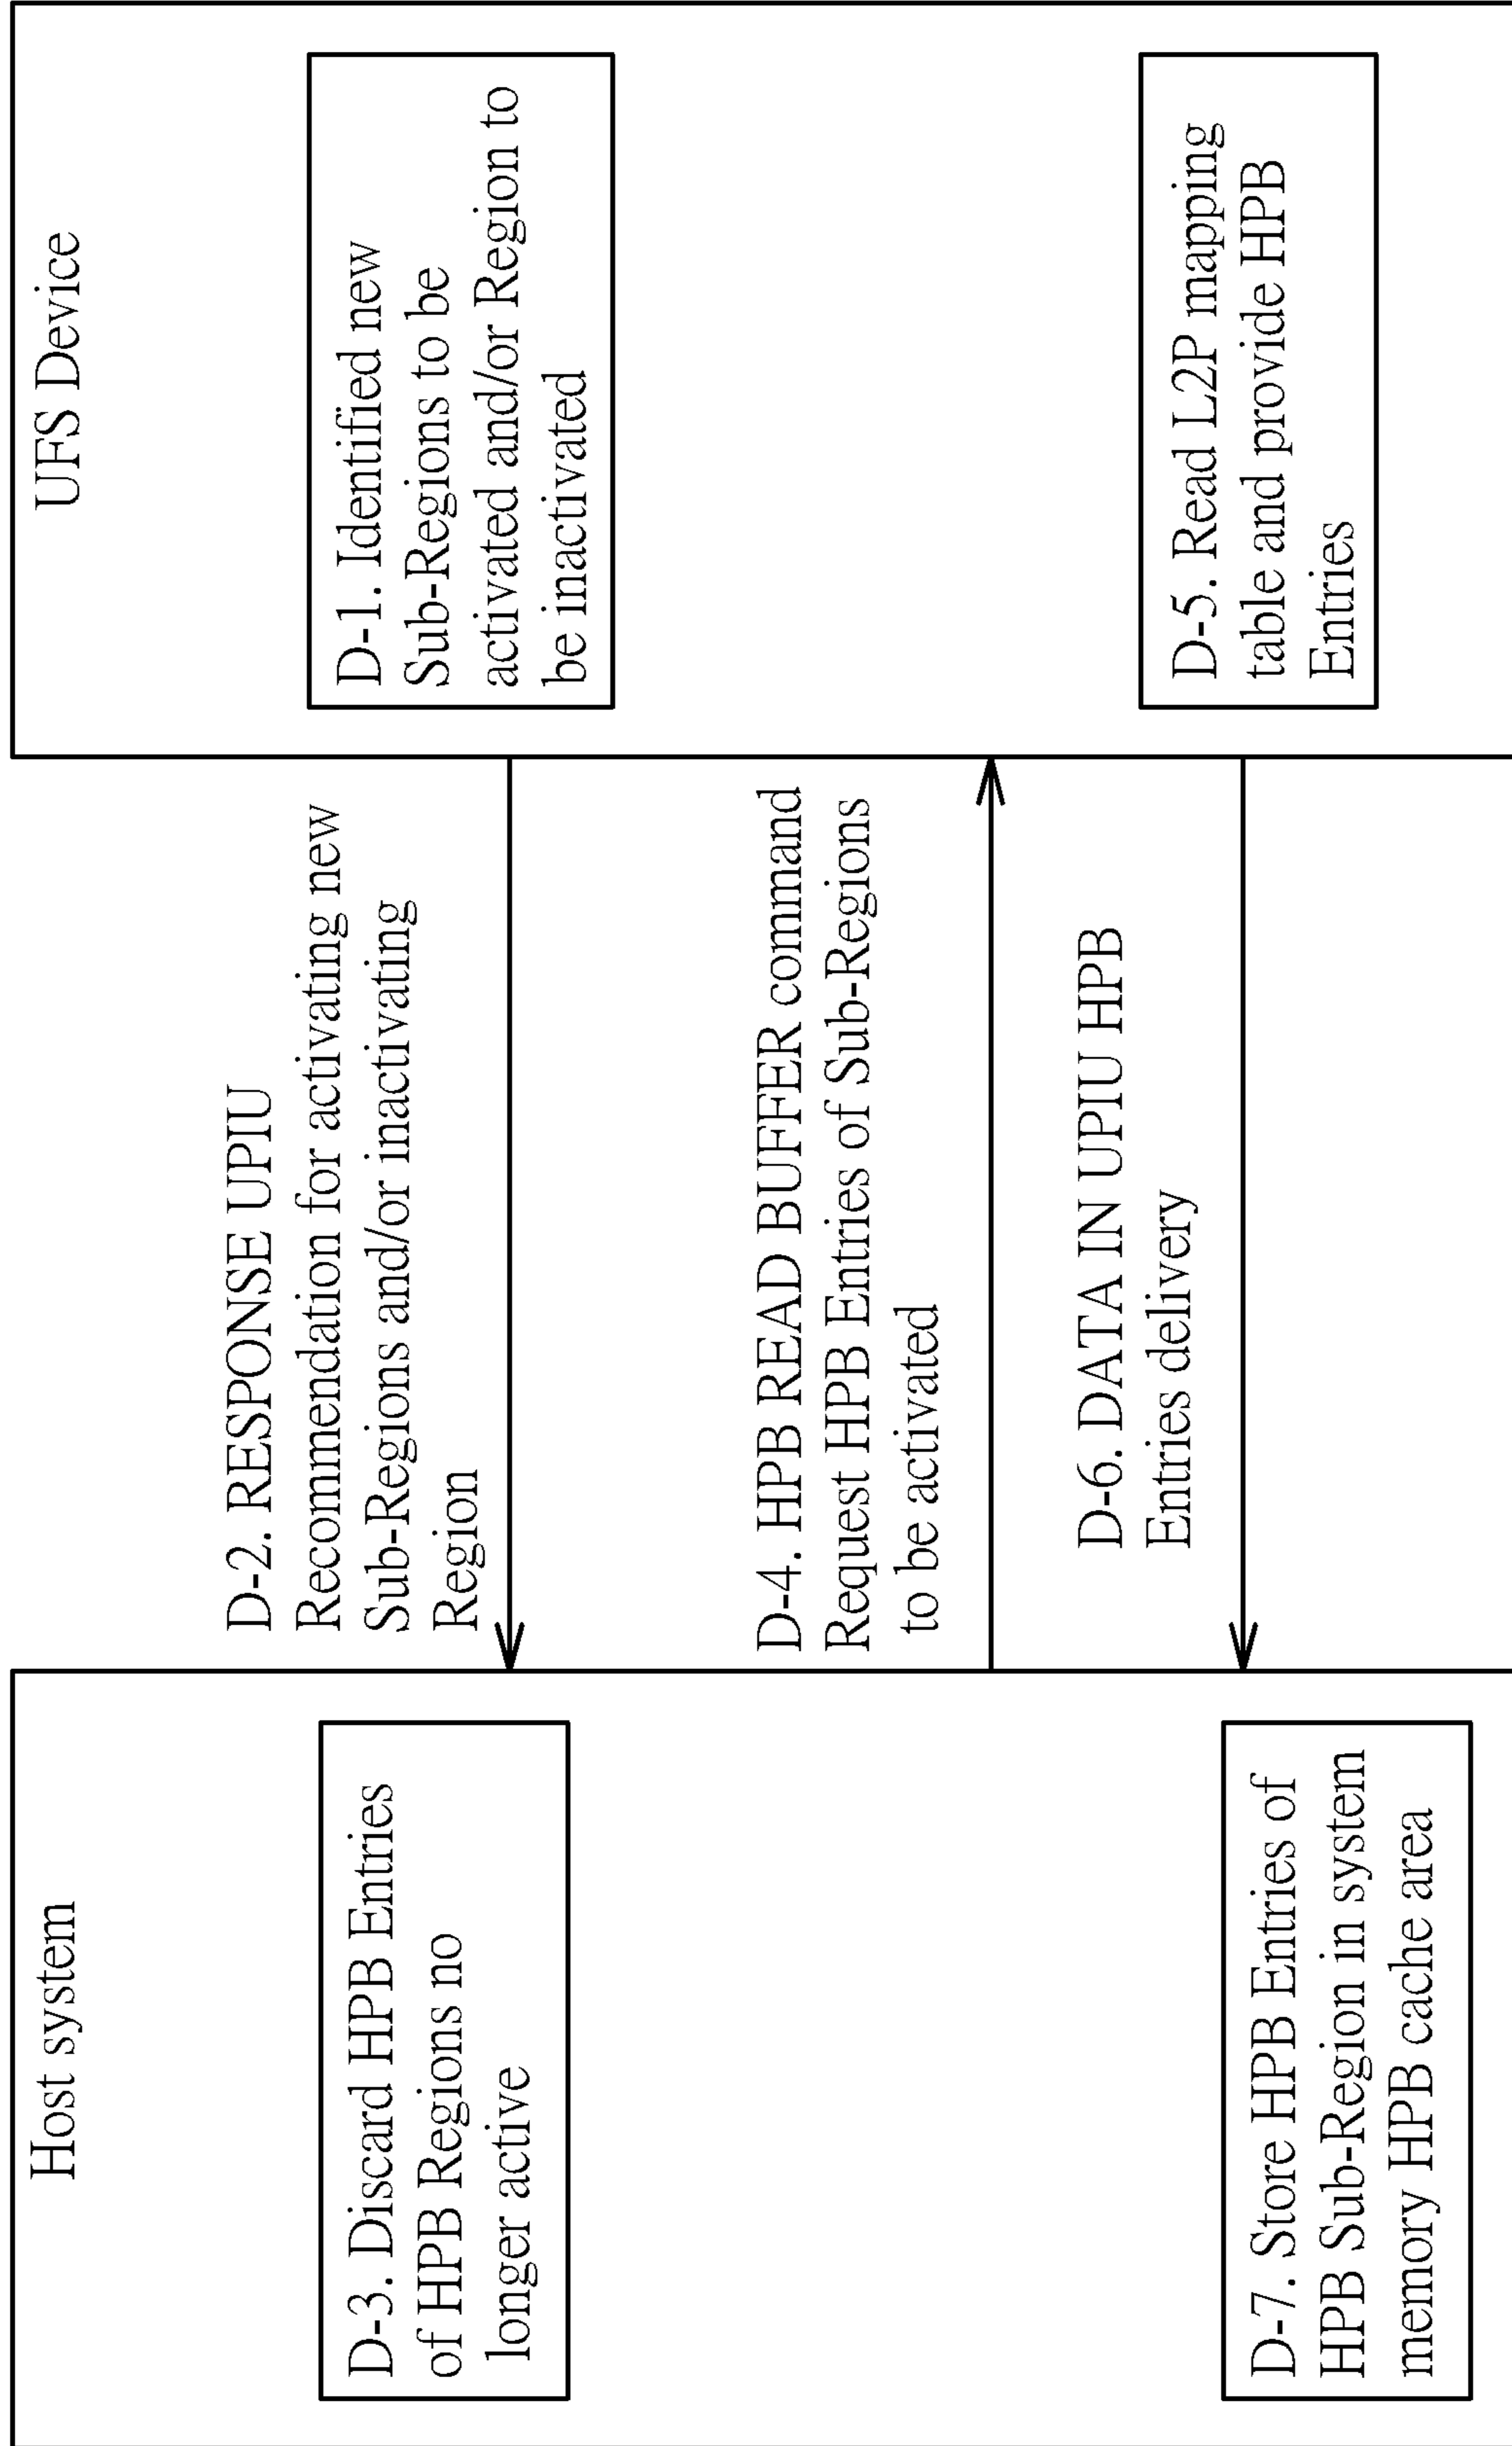 Host system
UFS Device
D-1. Identified new
Sub-Regions to be
activated and/or Region to
be inactivated
D-2. RESPONSE UPIU
Recommendation for activating new
Sub-Regions and/or inactivating
Region
D-3. Discard HPB Entries
of HPB Regions no
longer active
D-4. HPB READ BUFFER command
Request HPB Entries of Sub-Regions
to be activated
D-5. Read L2P mapping
table and provide HPB
Entries
D-6. DATA IN UPIU HPB
Entries delivery
D-7. Store HPB Entries of
HPB Sub-Region in system
memory HPB cache area